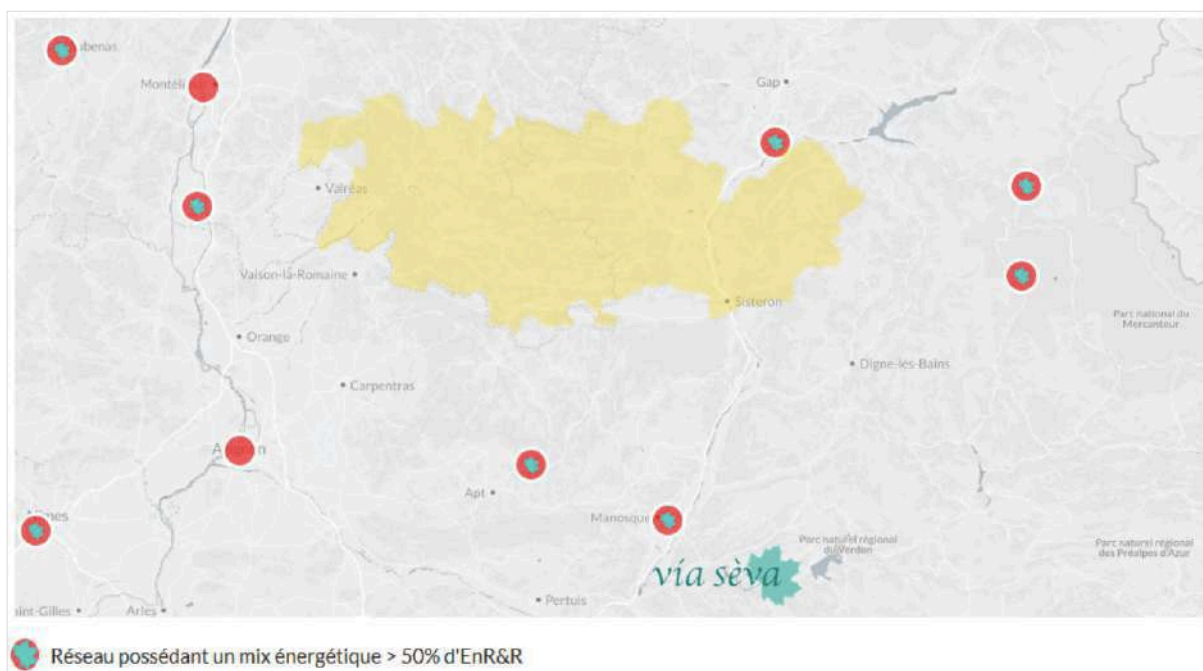 Gap
Valréas
Vaison-la-Romaine
Sisteron
Parc national du
Mercantour
Orange
Digne-les-Bains
Carpentras
Apt
Manosque
Parc naturel régional
du Verdon
Parc naturel régional
des Préalpes d'Azur
vía sèva
Pertuis
Arles
int-Gilles
Réseau possédant un mix énergétique > 50% d'EnR&R